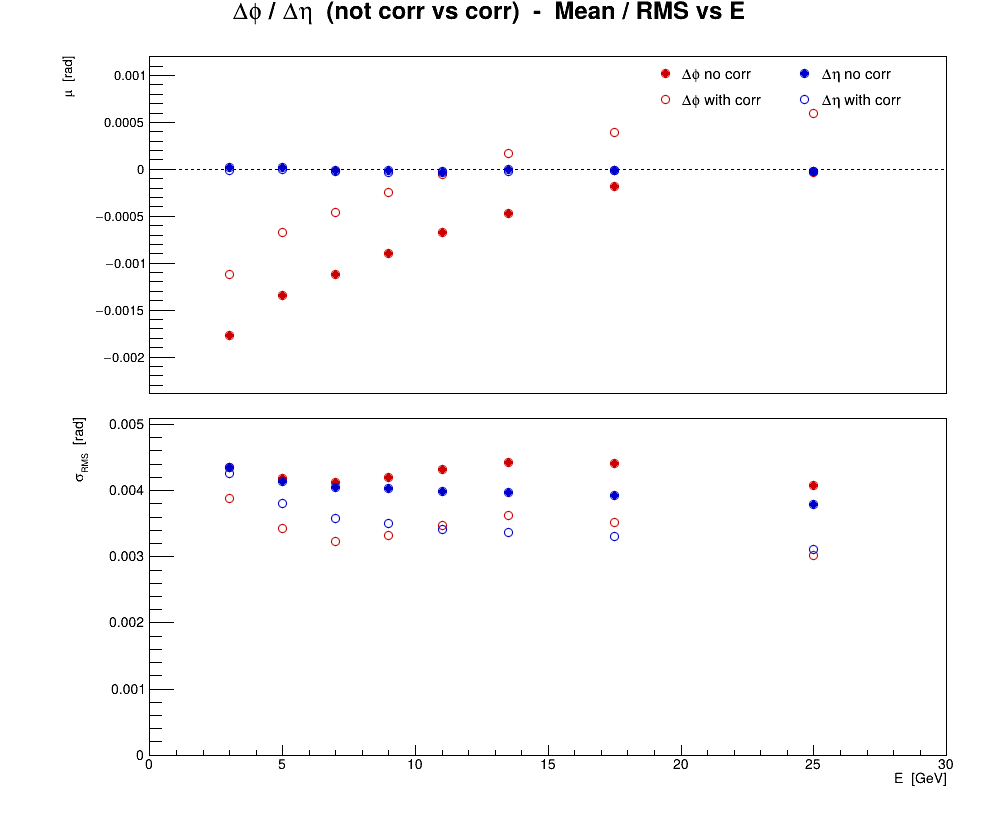 Δϕ / Δη (not corr vs corr) - Mean / RMS vs E
μ [rad]
0.001
0.0005
0
−0.0005
−0.001
−0.0015
−0.002
Δϕ no corr
Δη no corr
Δϕ with corr
Δη with corr
σRMS [rad]
0.005
0.004
0.003
0.002
0.001
0
0 5 10 15 20 25 30
E [GeV]